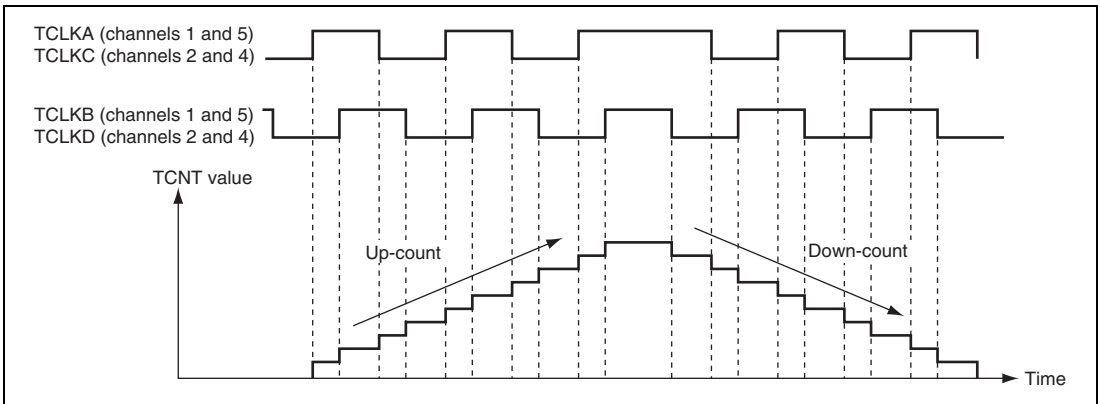 TCLKA (channels 1 and 5)
TCLKC (channels 2 and 4)
TCLKB (channels 1 and 5)
TCLKD (channels 2 and 4)
TCNT value
Up-count
Down-count
Time